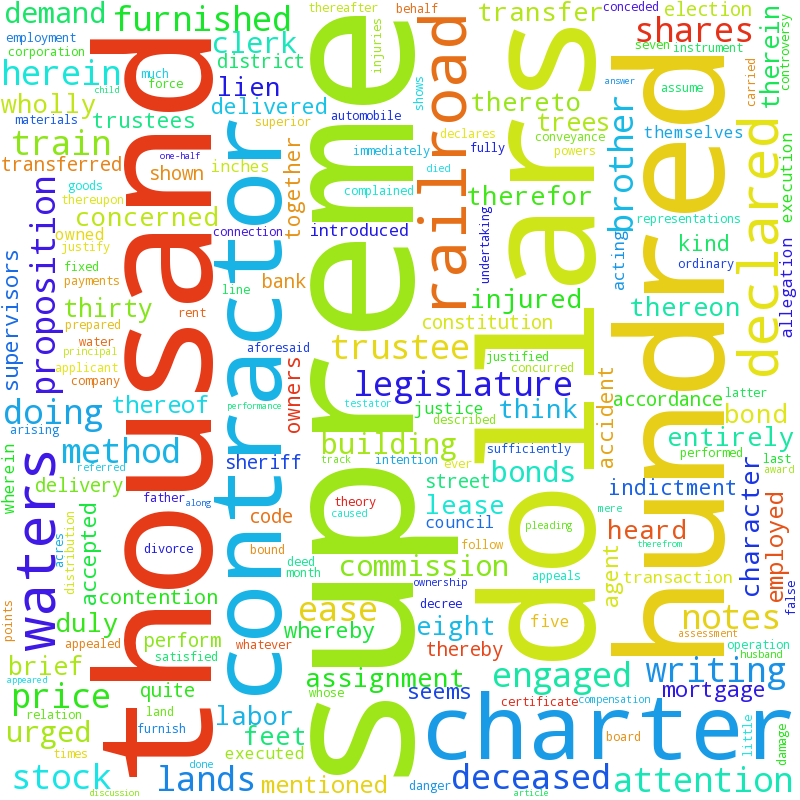 demand
furnished
thereafter
behalf
transfer
conceded
election
employment
corporation
clerk
injuries
shares
seven
instrument
therein
controversy
herein
much
force
child
district
shows
railroad
carried
assume
wholly
materials
trustees
lien
delivered
superior
automobile
declares
thereto
trees
conveyance
powers
answer
brother
themselves
train
transferred
one-half
shown
inches
together
immediately
died
fully
declared
execution
goods
thereupon
concerned
complained
therefor
acting
representations
owned
justify
connection
introduced
undertaking
kind
ordinary
allegation
supervisors
proposition
fixed
payments
thirty
line
bank
injured
thereon
prepared
water
principal
applicant
company
rent
aforesaid
constitution
trustee
justified
concurred
thousand
contractor
supreme
dollars
hundred
doing
arising
thereof
performance
owners
legislature
testator
justice
described
think
accident
accordance
latter
bond
method
referred
building
sufficiently
entirely
performed
last
award
wherein
waters
delivery
sheriff
track
intention
ever
street
bonds
theory
caused
lease
indictment
character
mere
father
along
accepted
distribution
acres
code
bound
council
follow
pleading
heard
therefrom
employed
divorce
deed
month
commission
appeals
agent
transaction
false
acontention
ownership
decree
ease
five
notes
points
duly
appealed
perform
satisfied
whatever
whereby
eight
thereby
assessment
operation
husband
brief
appeared
quite
assignment
whose
seems
engaged
writing
mortgage
price
relation
land
furnish
labor
certificate
compensation
charter
urged
times
feet
executed
board
little
damage
stock
discussion
done
lands
mentioned
danger
deceased
article
attention